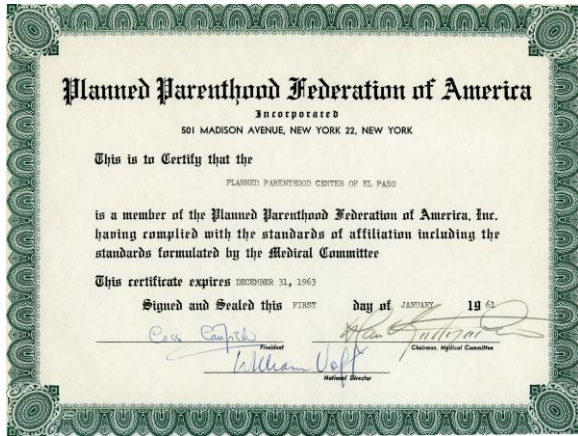 Planned Parenthood Federation of America
Incorporated
501 MADISON AVENUE, NEW YORK 22, NEW YORK
This is to Certify that the
PLANNED PARENTHOOD CENTER OF EL PASO
is a member of the Planned Parenthood Federation of America, Inc.
having complied with the standards of affiliation including the
standards formulated by the Medical Committee
This certificate expires DECEMBER 31, 1963
Signed and Sealed this FIRST day of JANUARY 19 61
President
Chairman, Medical Committee
William Vogt
National Director